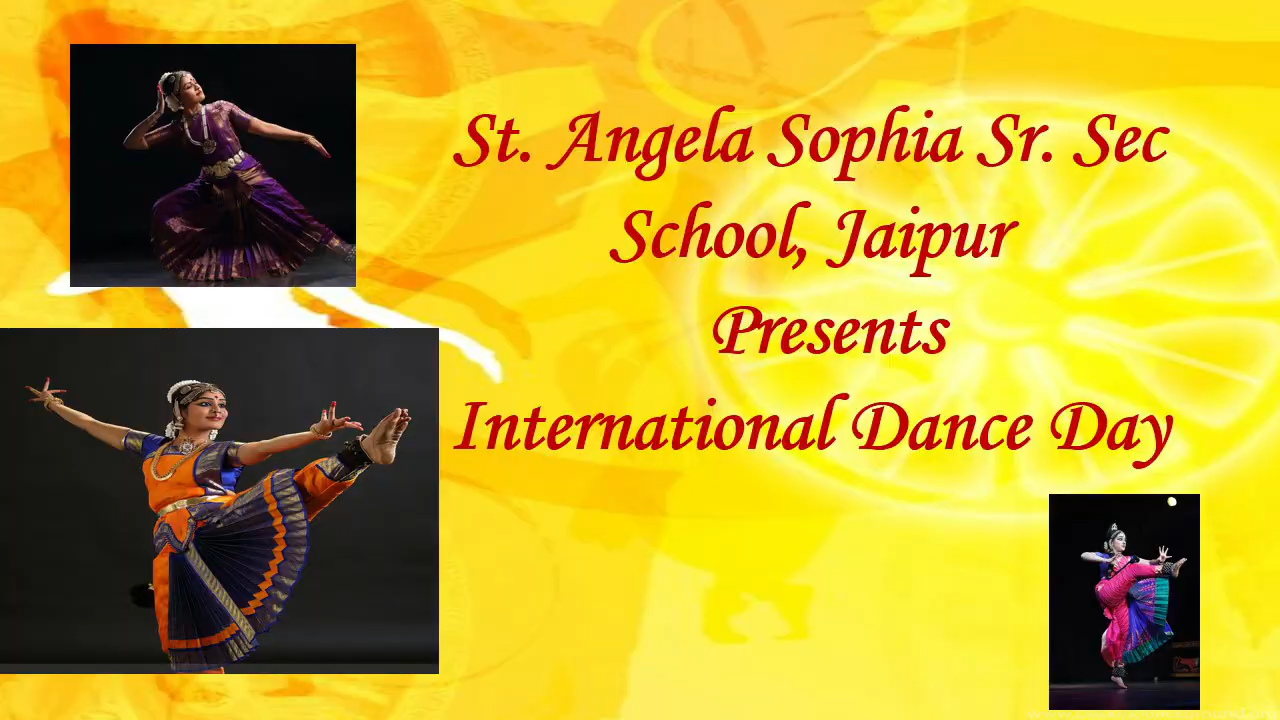 St. Angela Sophia Sr. Sec
School, Jaipur
Presents
International Dance Day